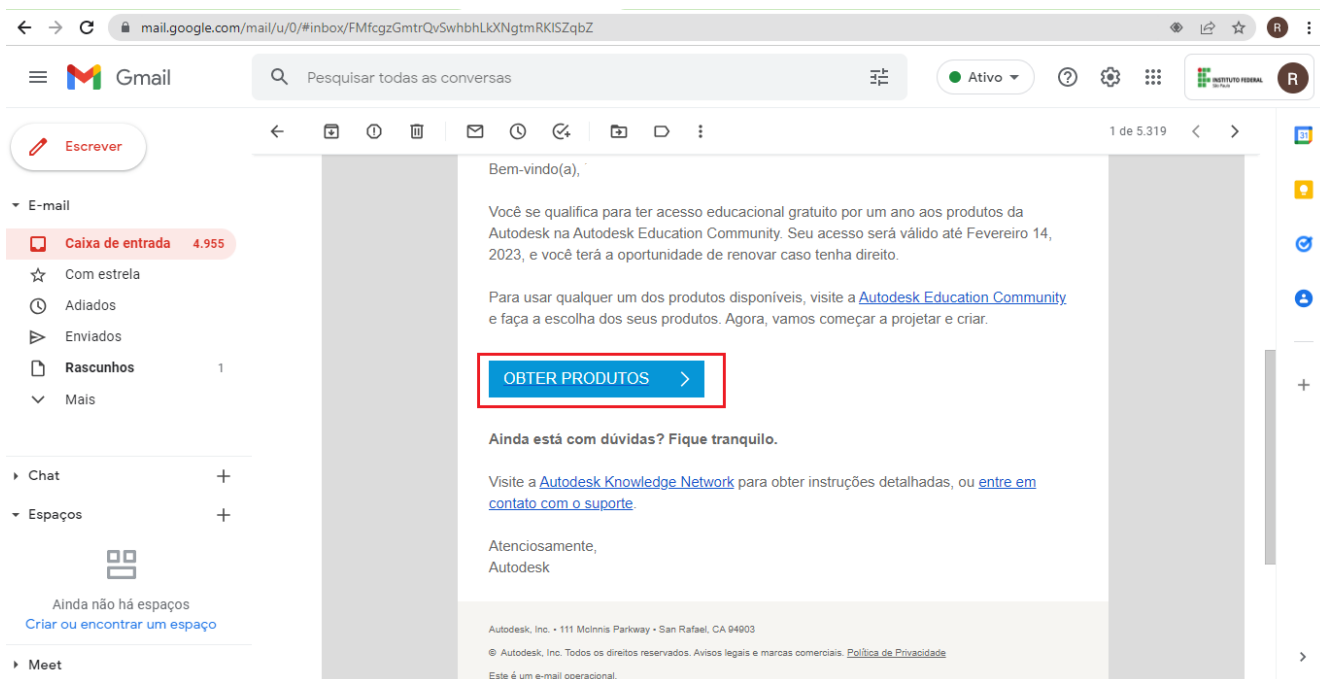 mail.google.com/mail/u/0/#inbox/FMfcgzGmtrQvSwhbhLkXNgtmRKlSZqbZ
R
Gmail
Pesquisar todas as conversas
Ativo
INSTITUTO FEDERAL
São Paulo
R
Escrever
1 de 5.319
31
E-mail
Caixa de entrada 4.955
Com estrela
Adiados
Enviados
Rascunhos 1
Mais
Chat
Espaços
Ainda não há espaços
Criar ou encontrar um espaço
Meet
Bem-vindo(a),
Você se qualifica para ter acesso educacional gratuito por um ano aos produtos da
Autodesk na Autodesk Education Community. Seu acesso será válido até Fevereiro 14,
2023, e você terá a oportunidade de renovar caso tenha direito.
Para usar qualquer um dos produtos disponíveis, visite a Autodesk Education Community
e faça a escolha dos seus produtos. Agora, vamos começar a projetar e criar.
OBTER PRODUTOS
Ainda está com dúvidas? Fique tranquilo.
Visite a Autodesk Knowledge Network para obter instruções detalhadas, ou entre em
contato com o suporte.
Atenciosamente,
Autodesk
Autodesk, Inc. • 111 McInnis Parkway • San Rafael, CA 94903
© Autodesk, Inc. Todos os direitos reservados. Avisos legais e marcas comerciais. Política de Privacidade
Este é um e-mail operacional.